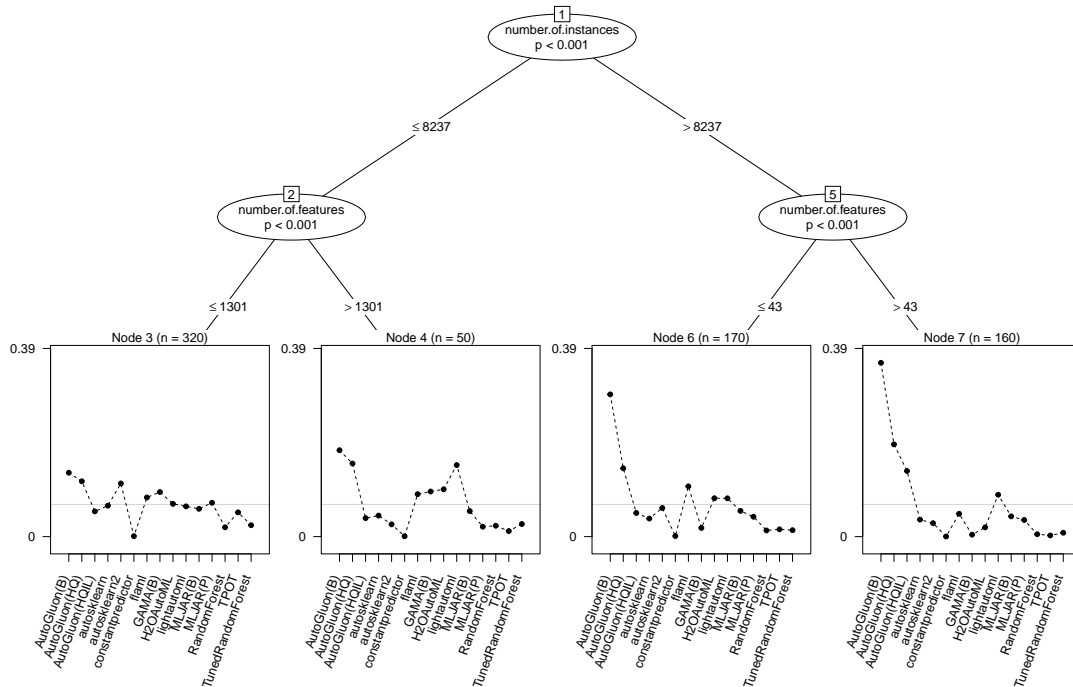 1
number.of.instances
p < 0.001
≤ 8237
> 8237
2
number.of.features
p < 0.001
5
number.of.features
p < 0.001
≤ 1301
> 1301
≤ 43
> 43
Node 3 (n = 320)
0.39
0
AutoGluon(B)
AutoGluon(HQ)
AutoGluon(HQIL)
autosklearn
autosklearn2
constantpredictor
flaml
GAMA(B)
H2OAutoML
lightautoml
MLJAR(B)
MLJAR(P)
RandomForest
TPOT
TunedRandomForest
Node 4 (n = 50)
0.39
0
AutoGluon(B)
AutoGluon(HQ)
AutoGluon(HQIL)
autosklearn
autosklearn2
constantpredictor
flaml
GAMA(B)
H2OAutoML
lightautoml
MLJAR(B)
MLJAR(P)
RandomForest
TPOT
TunedRandomForest
Node 6 (n = 170)
0.39
0
AutoGluon(B)
AutoGluon(HQ)
AutoGluon(HQIL)
autosklearn
autosklearn2
constantpredictor
flaml
GAMA(B)
H2OAutoML
lightautoml
MLJAR(B)
MLJAR(P)
RandomForest
TPOT
TunedRandomForest
Node 7 (n = 160)
0.39
0
AutoGluon(B)
AutoGluon(HQ)
AutoGluon(HQIL)
autosklearn
autosklearn2
constantpredictor
flaml
GAMA(B)
H2OAutoML
lightautoml
MLJAR(B)
MLJAR(P)
RandomForest
TPOT
TunedRandomForest